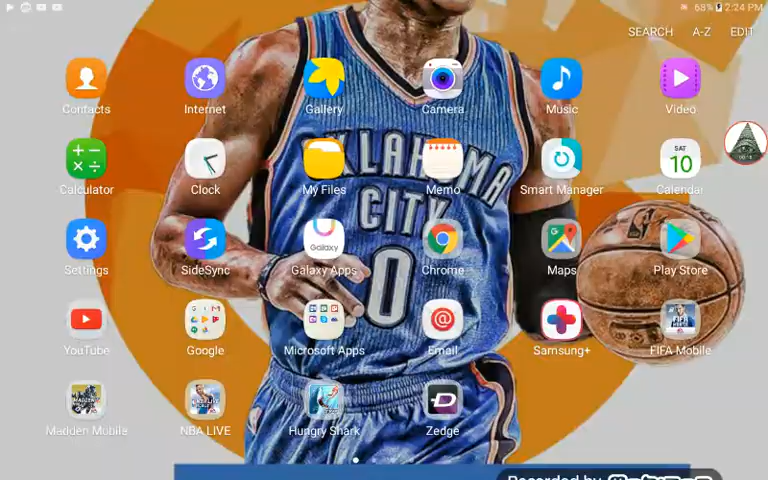 68% 2:24 PM
SEARCH A-Z EDIT
Contacts Internet Gallery Camera Music Video
OKLAHOMA
CITY
0
SAT
10
Calculator Clock My Files Memo Smart Manager Calendar
Galaxy
Settings SideSync Galaxy Apps Chrome Maps Play Store
YouTube Google Microsoft Apps Email Samsung+ FIFA Mobile
Madden Mobile NBA LIVE Hungry Shark Zedge
Recorded by